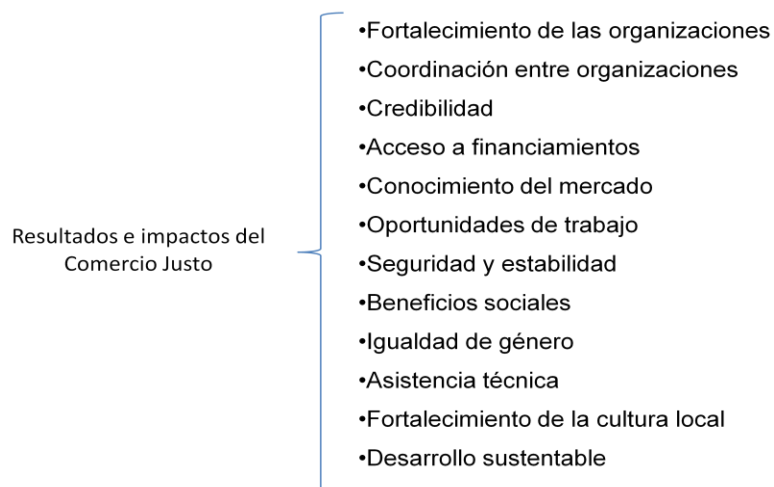 Resultados e impactos del
Comercio Justo
•Fortalecimiento de las organizaciones
•Coordinación entre organizaciones
•Credibilidad
•Acceso a financiamientos
•Conocimiento del mercado
•Oportunidades de trabajo
•Seguridad y estabilidad
•Beneficios sociales
•Igualdad de género
•Asistencia técnica
•Fortalecimiento de la cultura local
•Desarrollo sustentable